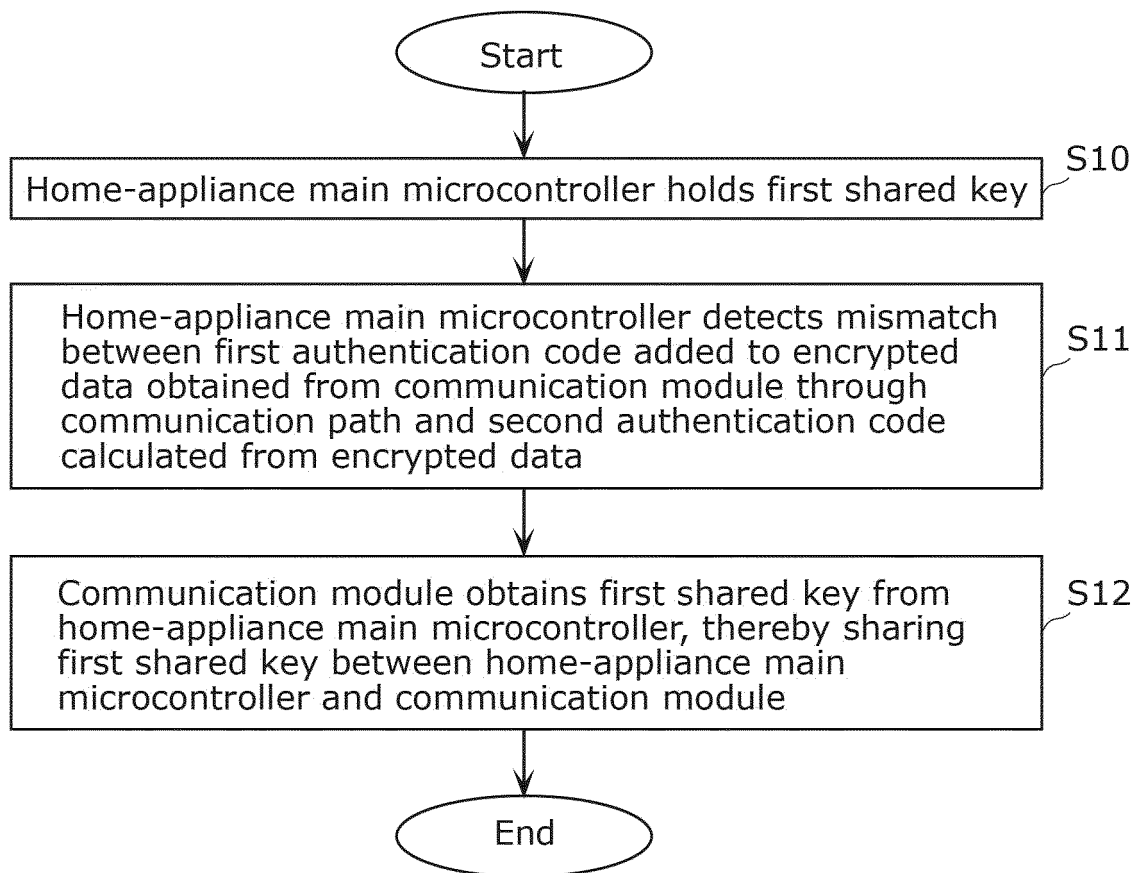 Start
S10
Home-appliance main microcontroller holds first shared key
S11
Home-appliance main microcontroller detects mismatch
between first authentication code added to encrypted
data obtained from communication module through
communication path and second authentication code
calculated from encrypted data
S12
Communication module obtains first shared key from
home-appliance main microcontroller, thereby sharing
first shared key between home-appliance main
microcontroller and communication module
End